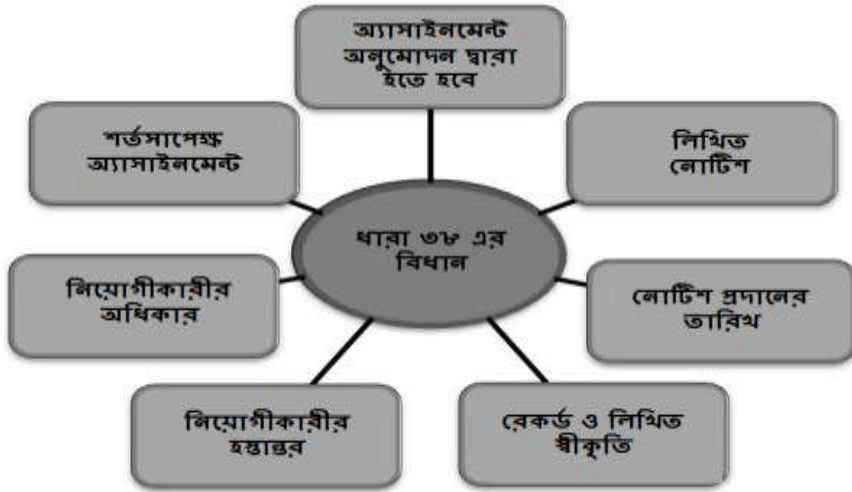 অ্যাসাইনমেন্ট
অনুমোদন দ্বারা
হতে হবে
শর্তসাপেক্ষ
অ্যাসাইনমেন্ট
লিখিত
নোটিশ
ধারা ৩৮ এর
বিধান
নিয়োগীকারীর
অধিকার
নোটিশ প্রদানের
তারিখ
নিয়োগীকারীর
হস্তান্তর
রেকর্ড ও লিখিত
স্বীকৃতি